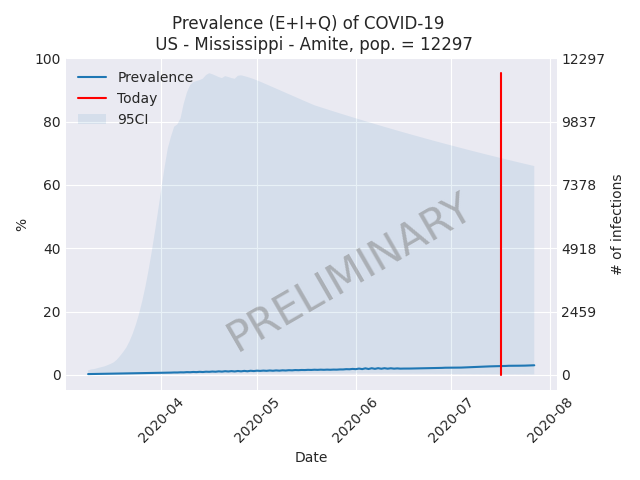 Prevalence (E+I+Q) of COVID-19
US - Mississippi - Amite, pop. = 12297
100
80
60
40
20
0
%
Prevalence
Today
95CI
PRELIMINARY
12297
9837
7378
4918
2459
0
# of infections
2020-04
2020-05
2020-06
2020-07
2020-08
Date